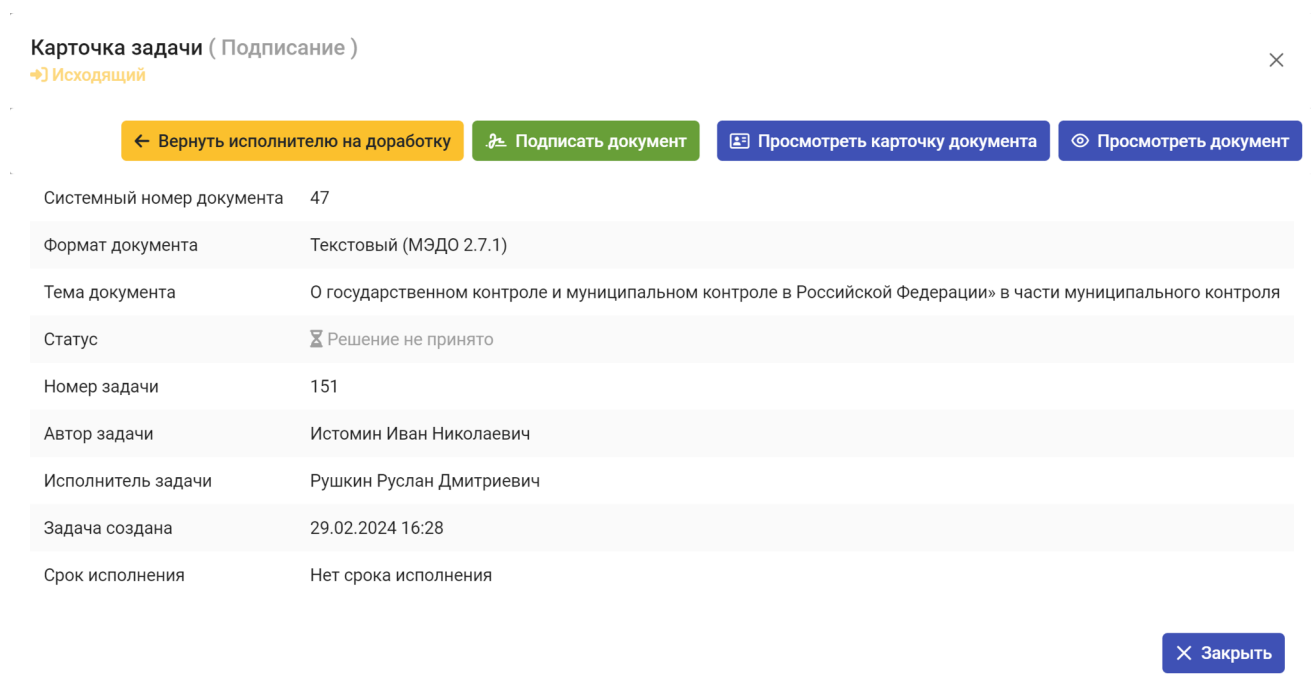 Карточка задачи ( Подписание )
Исходящий
Вернуть исполнителю на доработку Подписать документ Просмотреть карточку документа Просмотреть документ
Системный номер документа 47
Формат документа Текстовый (МЭДО 2.7.1)
Тема документа О государственном контроле и муниципальном контроле в Российской Федерации» в части муниципального контроля
Статус Решение не принято
Номер задачи 151
Автор задачи Истомин Иван Николаевич
Исполнитель задачи Рушкин Руслан Дмитриевич
Задача создана 29.02.2024 16:28
Срок исполнения Нет срока исполнения
Закрыть